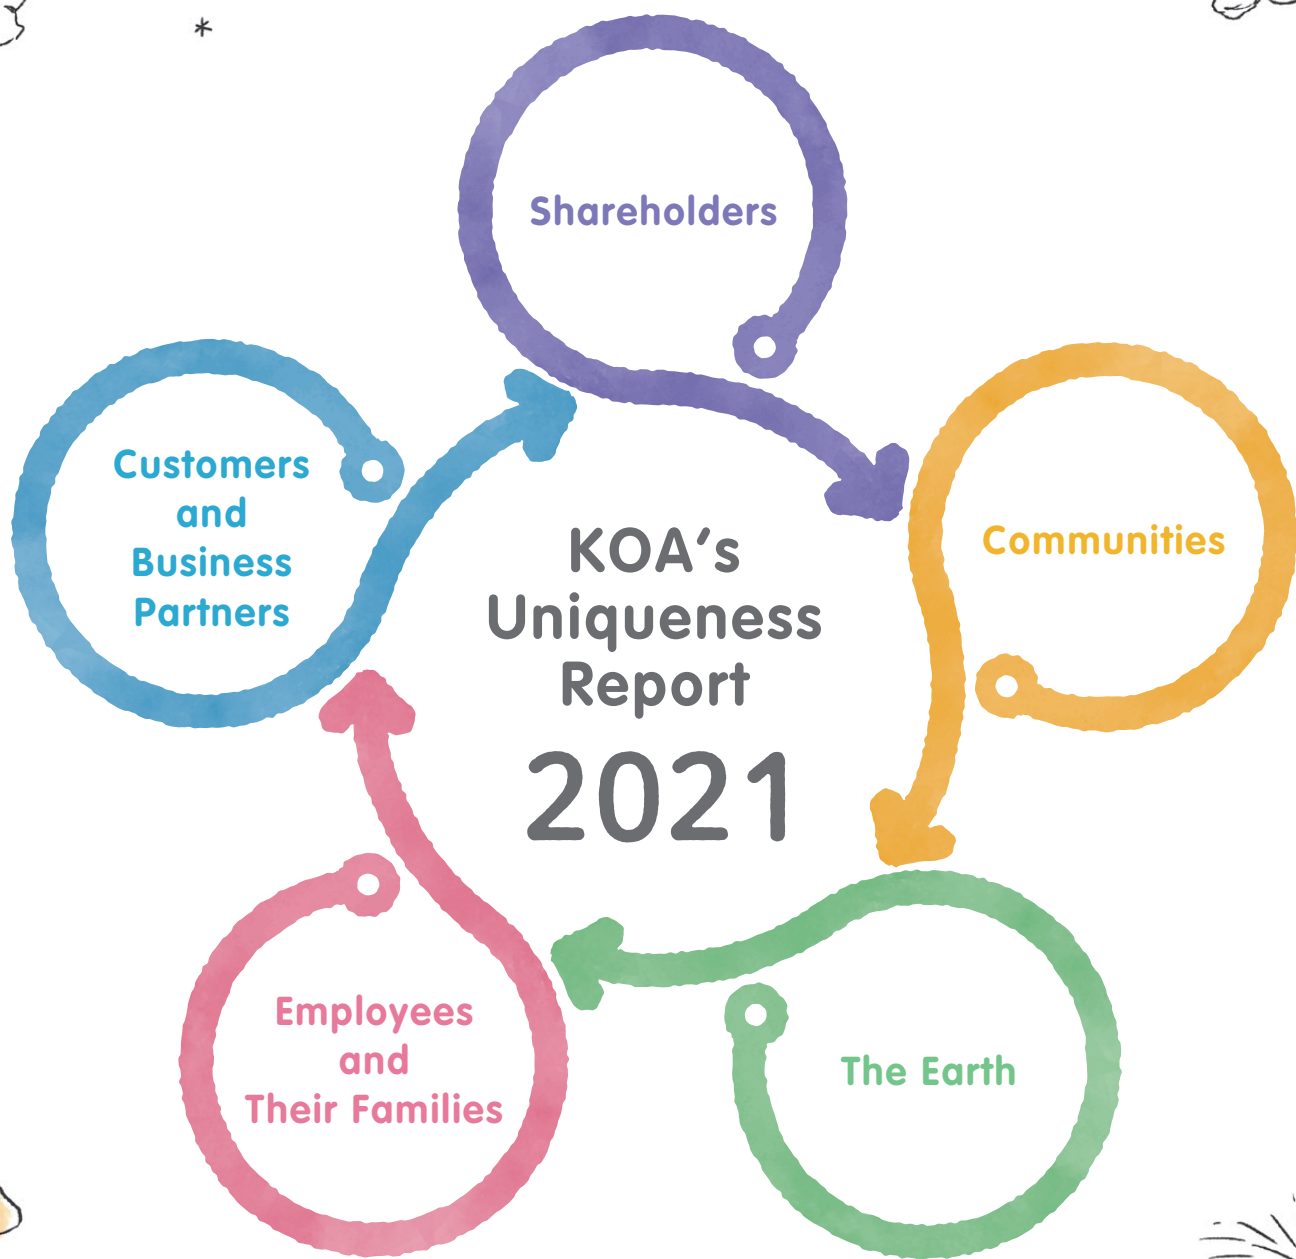 Shareholders
Customers
and
Business
Partners
Communities
KOA's
Uniqueness
Report
2021
Employees
and
Their Families
The Earth